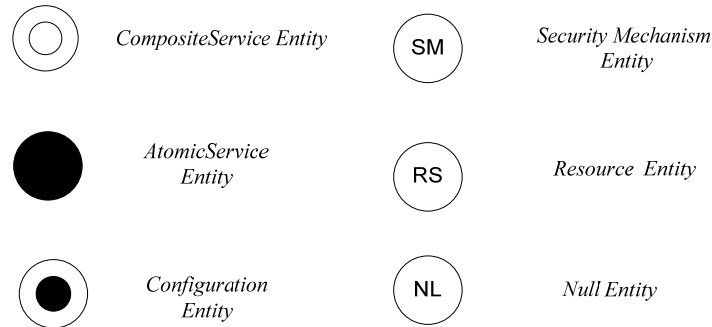 CompositeService Entity
SM
Security Mechanism
Entity
AtomicService
Entity
RS
Resource Entity
Configuration
Entity
NL
Null Entity